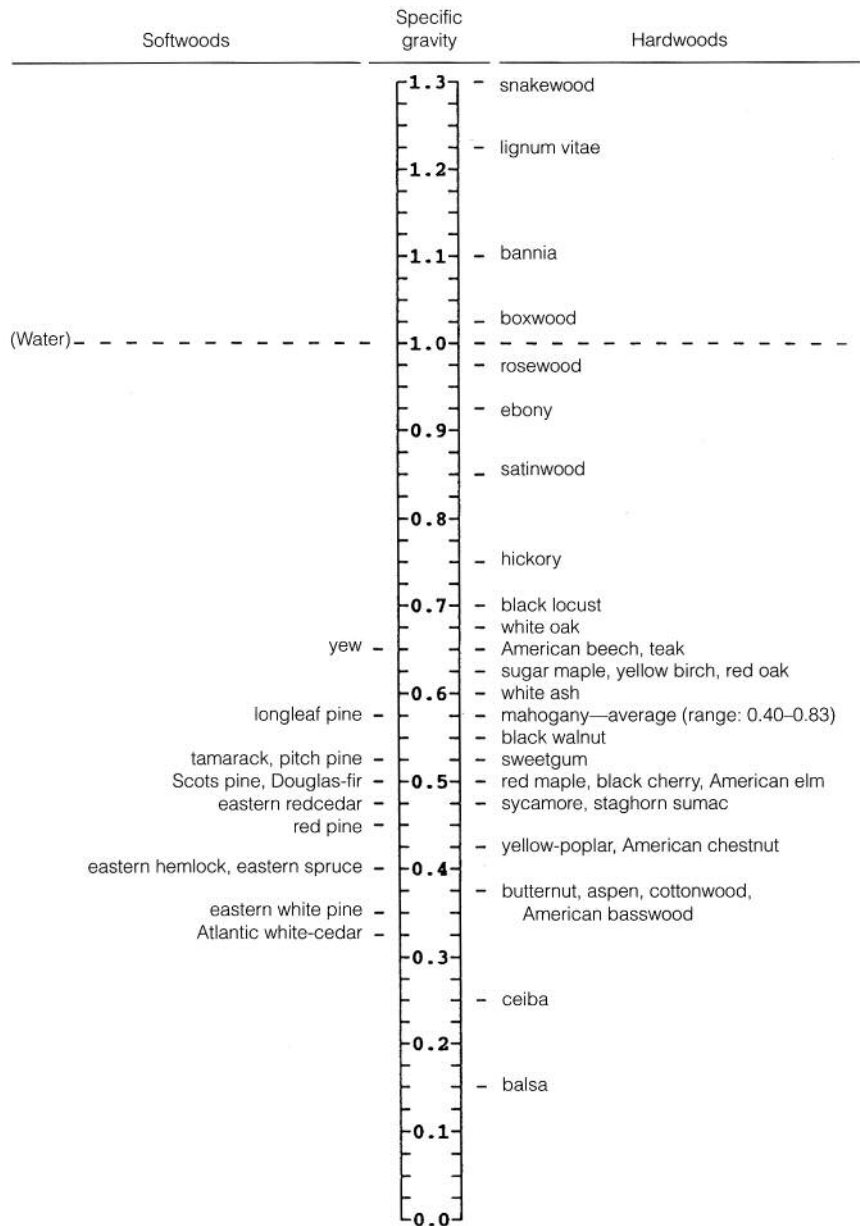 Softwoods
Specific
gravity
Hardwoods
1.3
snakewood
lignum vitae
1.2
1.1
bannia
boxwood
(Water)
1.0
rosewood
ebony
0.9
satinwood
0.8
hickory
0.7
black locust
white oak
yew
American beech, teak
sugar maple, yellow birch, red oak
0.6
white ash
longleaf pine
mahogany—average (range: 0.40–0.83)
black walnut
tamarack, pitch pine
sweetgum
Scots pine, Douglas-fir
0.5
red maple, black cherry, American elm
eastern redcedar
sycamore, staghorn sumac
red pine
yellow-poplar, American chestnut
eastern hemlock, eastern spruce
0.4
butternut, aspen, cottonwood,
American basswood
eastern white pine
Atlantic white-cedar
0.3
ceiba
0.2
balsa
0.1
0.0